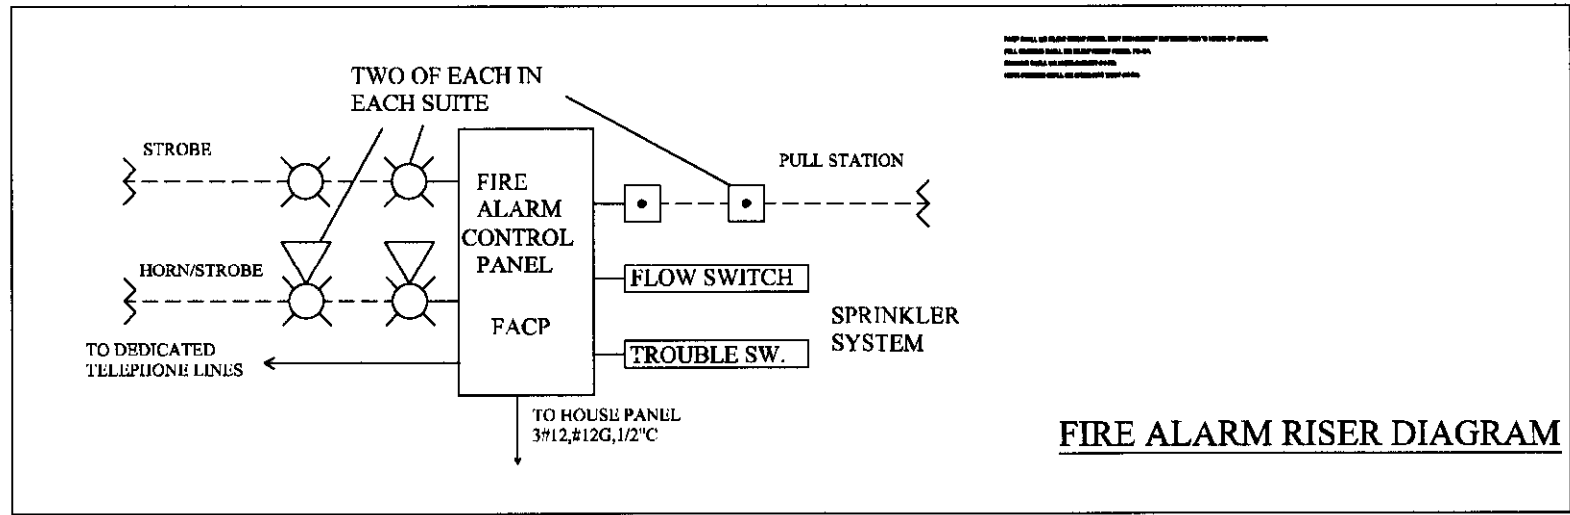 TWO OF EACH IN
EACH SUITE
STROBE
PULL STATION
FIRE
ALARM
CONTROL
PANEL
FACP
HORN/STROBE
FLOW SWITCH
TROUBLE SW.
SPRINKLER
SYSTEM
TO DEDICATED
TELEPHONE LINES
TO HOUSE PANEL
3#12,#12G,1/2"C
FIRE ALARM RISER DIAGRAM